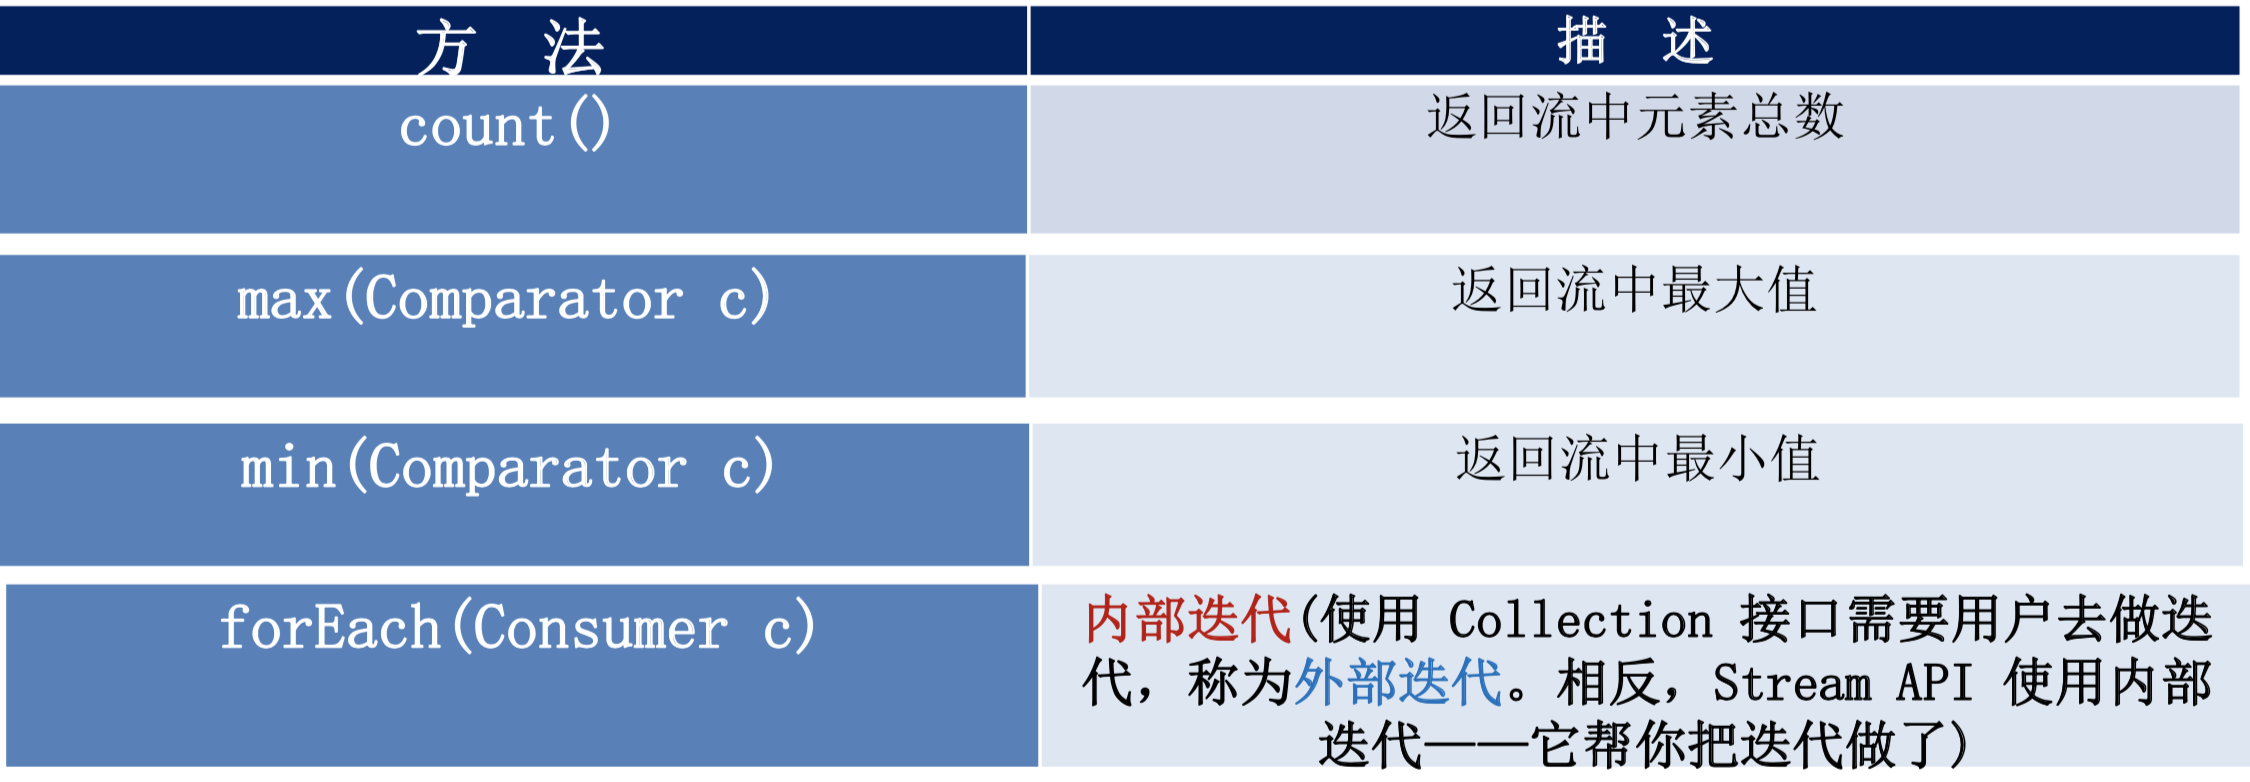 方 法
描 述
count()
返回流中元素总数
max(Comparator c)
返回流中最大值
min(Comparator c)
返回流中最小值
forEach(Consumer c)
内部迭代(使用 Collection 接口需要用户去做迭
代，称为外部迭代。相反，Stream API 使用内部
迭代——它帮你把迭代做了)